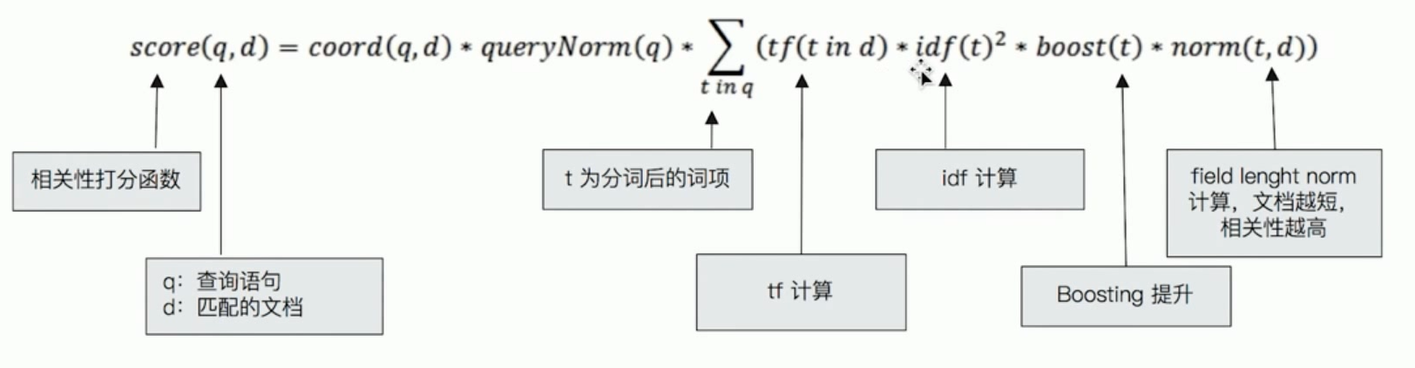 score(q,d) = coord(q,d) * queryNorm(q) * ∑ (tf(t in d) * idf(t)² * boost(t) * norm(t,d))
t in q
相关性打分函数
t 为分词后的词项
idf 计算
field lenght norm
计算，文档越短，
相关性越高
q：查询语句
d：匹配的文档
tf 计算
Boosting 提升